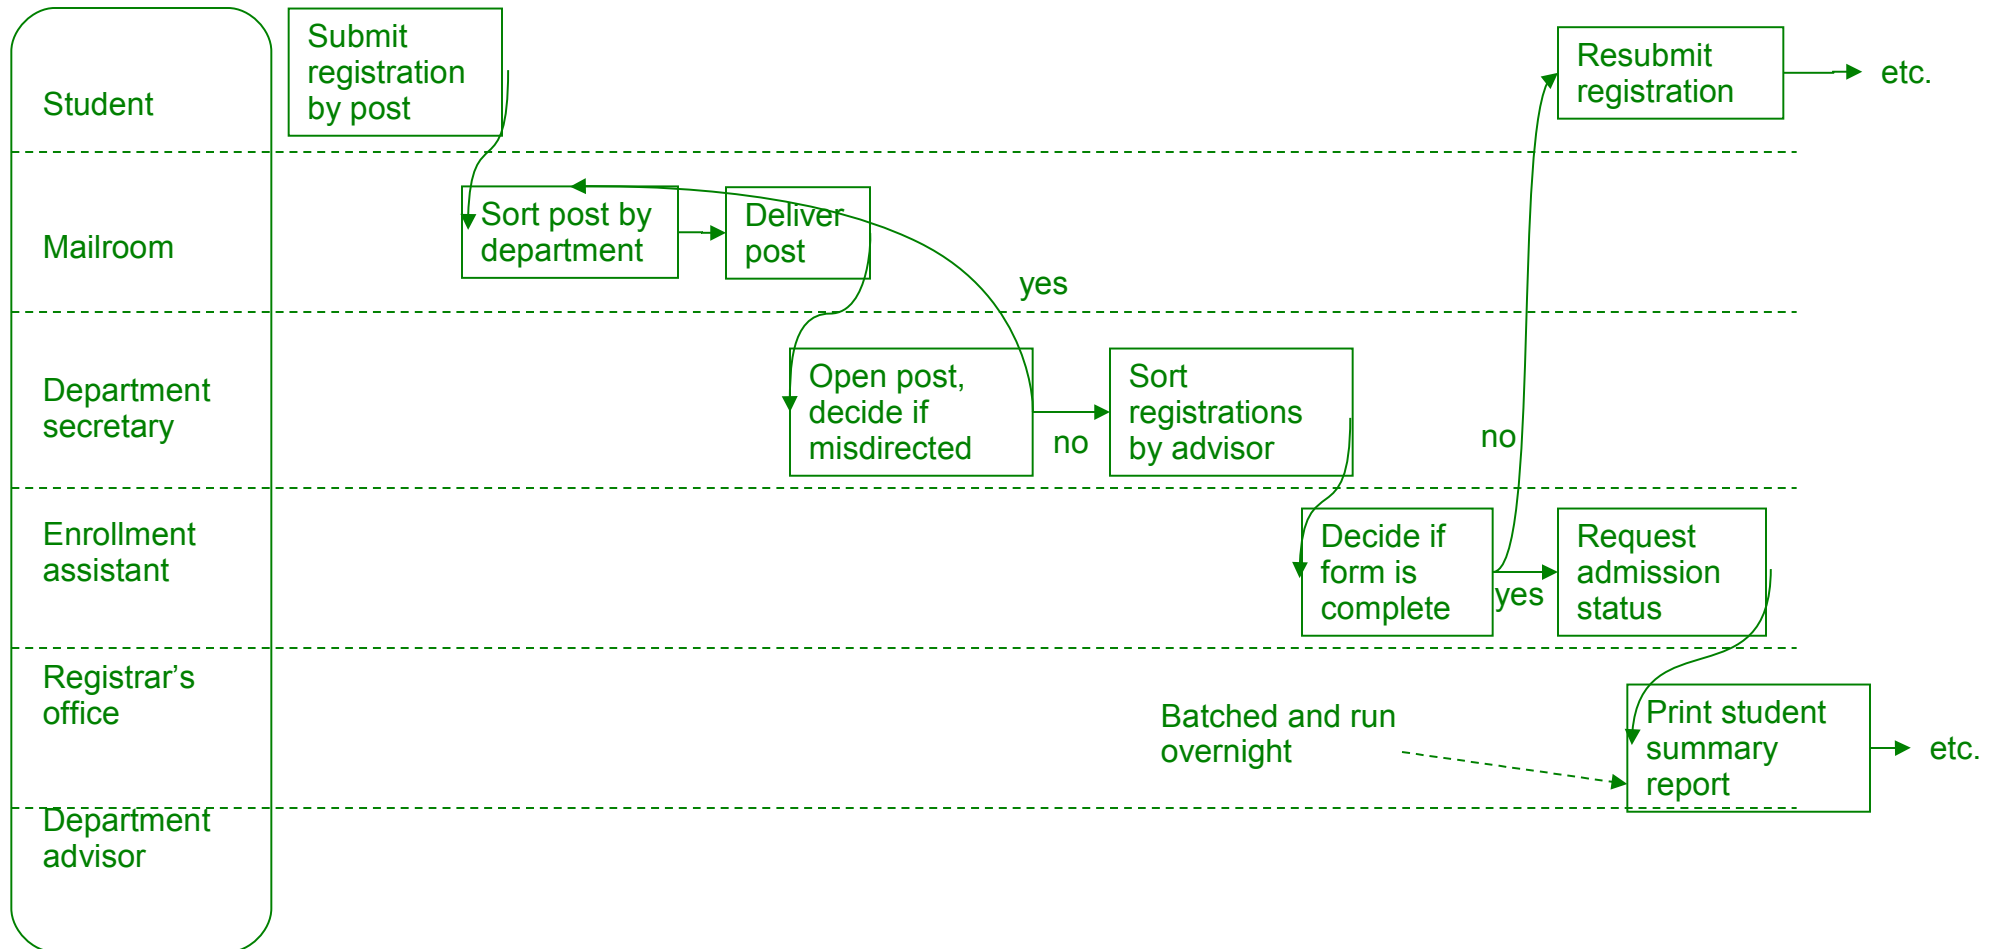 Student
Submit
registration
by post
Resubmit
registration
etc.
Mailroom
Sort post by
department
Deliver
post
yes
Department
secretary
Open post,
decide if
misdirected
no
Sort
registrations
by advisor
no
Enrollment
assistant
Decide if
form is
complete
yes
Request
admission
status
Registrar’s
office
Batched and run
overnight
Print student
summary
report
etc.
Department
advisor